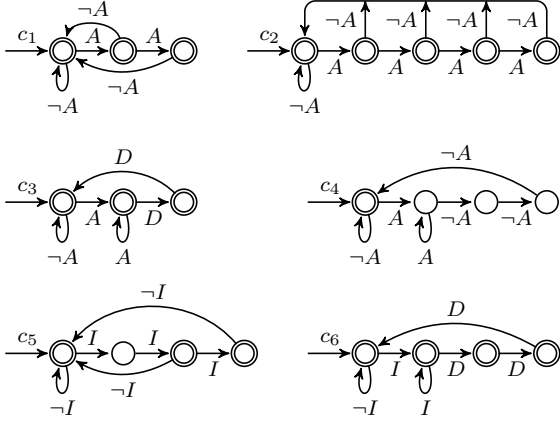 ¬A ¬A ¬A ¬A ¬A
c₁ A A c₂ A A A A
¬A ¬A
¬A
D ¬A
c₃ A D c₄ A ¬A ¬A
¬A A ¬A A
¬I D
c₅ I I I c₆ I D D
¬I
¬I ¬I I